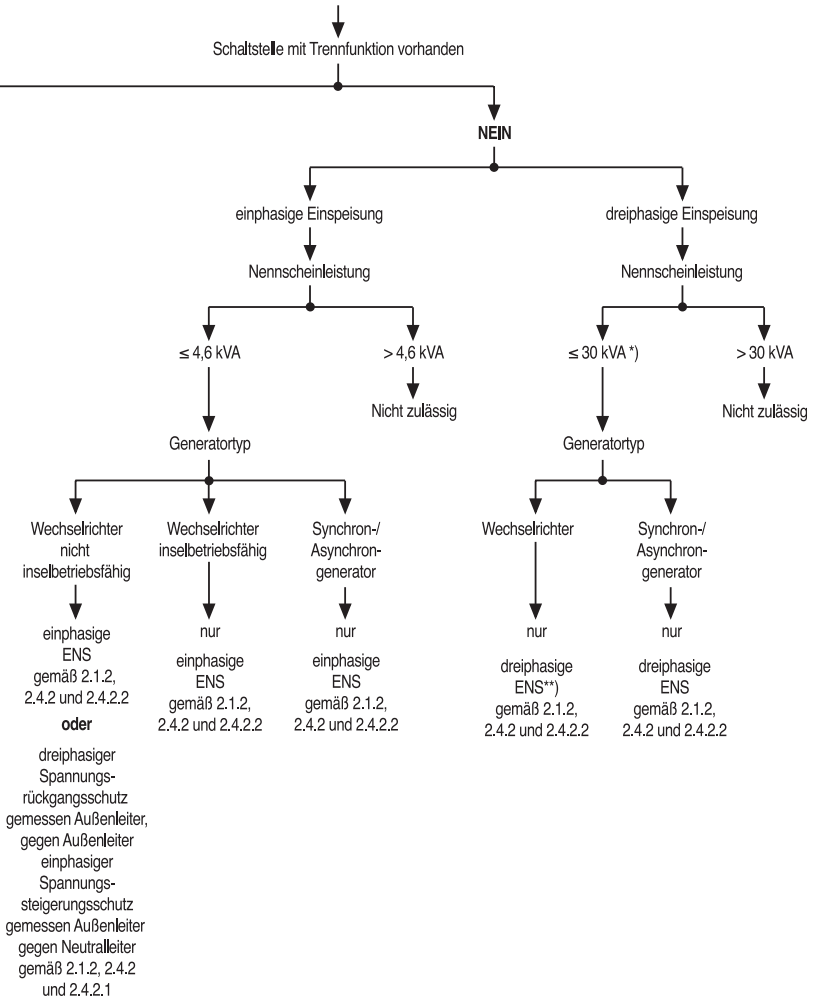 Schaltstelle mit Trennfunktion vorhanden
NEIN
einphasige Einspeisung
dreiphasige Einspeisung
Nennscheinleistung
Nennscheinleistung
≤ 4,6 kVA
> 4,6 kVA
≤ 30 kVA *)
> 30 kVA
Nicht zulässig
Nicht zulässig
Generatortyp
Generatortyp
Wechselrichter
nicht
inselbetriebsfähig
Wechselrichter
inselbetriebsfähig
Synchron-/
Asynchron-
generator
Wechselrichter
Synchron-/
Asynchron-
generator
einphasige
ENS
gemäß 2.1.2,
2.4.2 und 2.4.2.2
oder
dreiphasiger
Spannungs-
rückgangsschutz
gemessen Außenleiter,
gegen Außenleiter
einphasiger
Spannungs-
steigerungsschutz
gemessen Außenleiter
gegen Neutralleiter
gemäß 2.1.2, 2.4.2
und 2.4.2.1
nur
einphasige
ENS
gemäß 2.1.2,
2.4.2 und 2.4.2.2
nur
einphasige
ENS
gemäß 2.1.2,
2.4.2 und 2.4.2.2
nur
dreiphasige
ENS**)
gemäß 2.1.2,
2.4.2 und 2.4.2.2
nur
dreiphasige
ENS
gemäß 2.1.2,
2.4.2 und 2.4.2.2